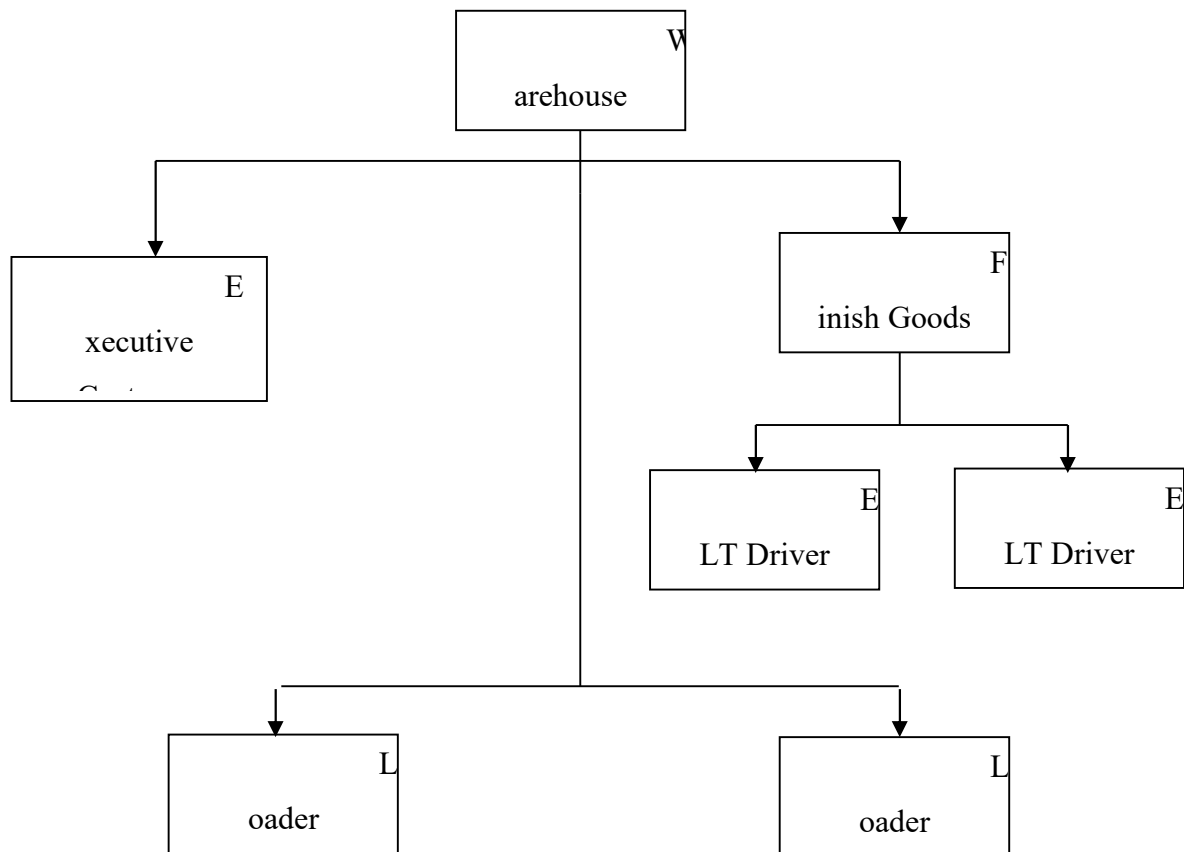 W
arehouse
E
xecutive
F
inish Goods
E
LT Driver
E
LT Driver
L
oader
L
oader